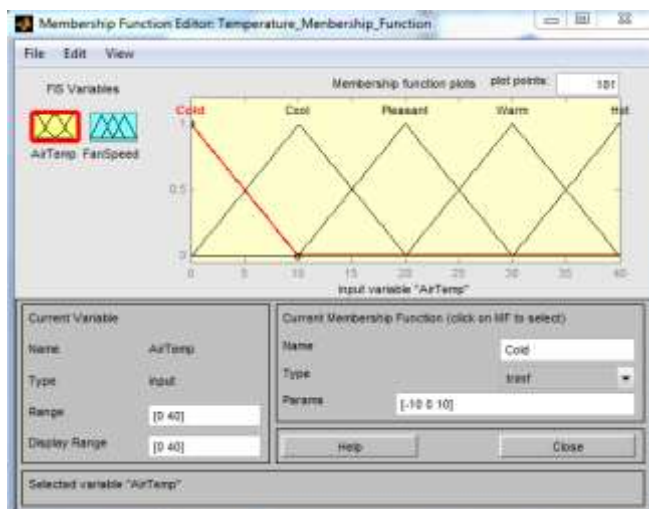 Membership Function Editor: Temperature_Menbership_Function
File Edit View
FIS Variables
Membership function plots plot points: 181
AirTemp FanSpeed
Cold Cool Pleasant Warm Hot
1
0.5
0
0 5 10 15 20 25 30 35 40
input variable "AirTemp"
Current Variable
Name AirTemp
Type input
Range [0 40]
Display Range [0 40]
Current Membership Function (click on MF to select)
Name Cold
Type trimf
Params [-10 0 10]
Help Close
Selected variable "AirTemp"